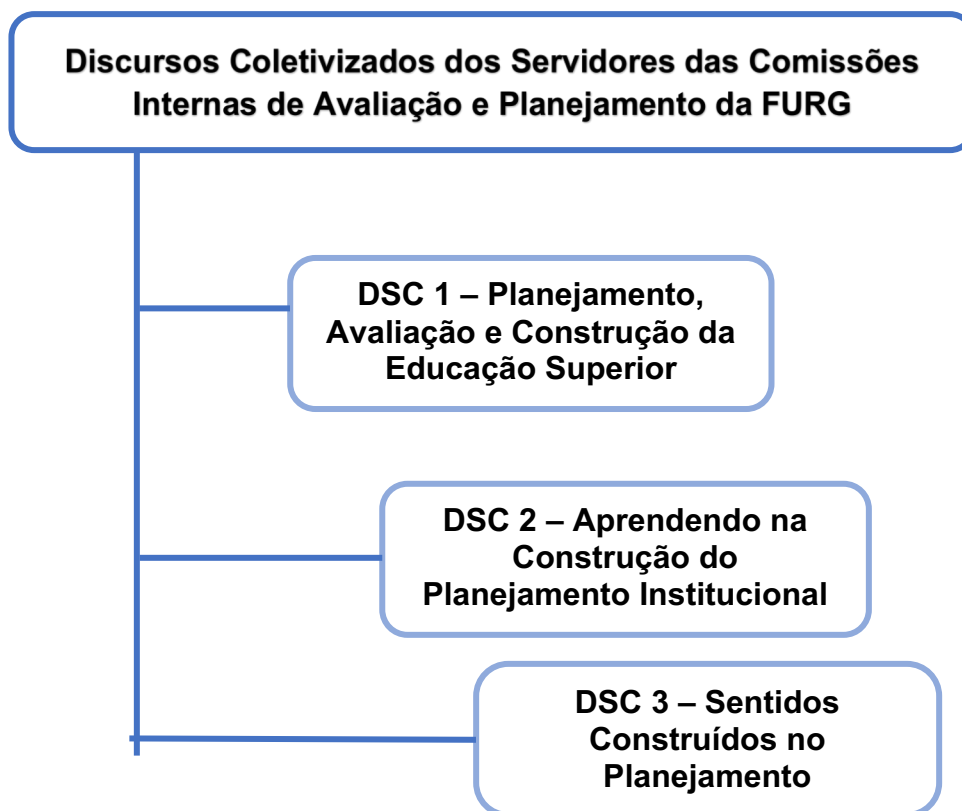 Discursos Coletivizados dos Servidores das Comissões
Internas de Avaliação e Planejamento da FURG
DSC 1 – Planejamento,
Avaliação e Construção da
Educação Superior
DSC 2 – Aprendendo na
Construção do
Planejamento Institucional
DSC 3 – Sentidos
Construídos no
Planejamento